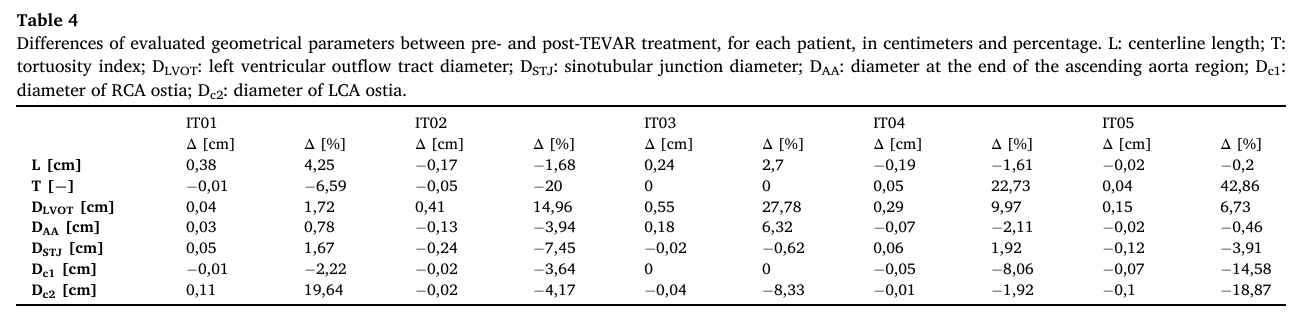 Table 4
Differences of evaluated geometrical parameters between pre- and post-TEVAR treatment, for each patient, in centimeters and percentage. L: centerline length; T:
tortuosity index; D_LVOT: left ventricular outflow tract diameter; D_STJ: sinotubular junction diameter; D_AA: diameter at the end of the ascending aorta region; D_c1:
diameter of RCA ostia; D_c2: diameter of LCA ostia.
IT01 IT02 IT03 IT04 IT05
Δ [cm] Δ [%] Δ [cm] Δ [%] Δ [cm] Δ [%] Δ [cm] Δ [%] Δ [cm] Δ [%]
L [cm] 0,38 4,25 −0,17 −1,68 0,24 2,7 −0,19 −1,61 −0,02 −0,2
T [−] −0,01 −6,59 −0,05 −20 0 0 0,05 22,73 0,04 42,86
D_LVOT [cm] 0,04 1,72 0,41 14,96 0,55 27,78 0,29 9,97 0,15 6,73
D_AA [cm] 0,03 0,78 −0,13 −3,94 0,18 6,32 −0,07 −2,11 −0,02 −0,46
D_STJ [cm] 0,05 1,67 −0,24 −7,45 −0,02 −0,62 0,06 1,92 −0,12 −3,91
D_c1 [cm] −0,01 −2,22 −0,02 −3,64 0 0 −0,05 −8,06 −0,07 −14,58
D_c2 [cm] 0,11 19,64 −0,02 −4,17 −0,04 −8,33 −0,01 −1,92 −0,1 −18,87